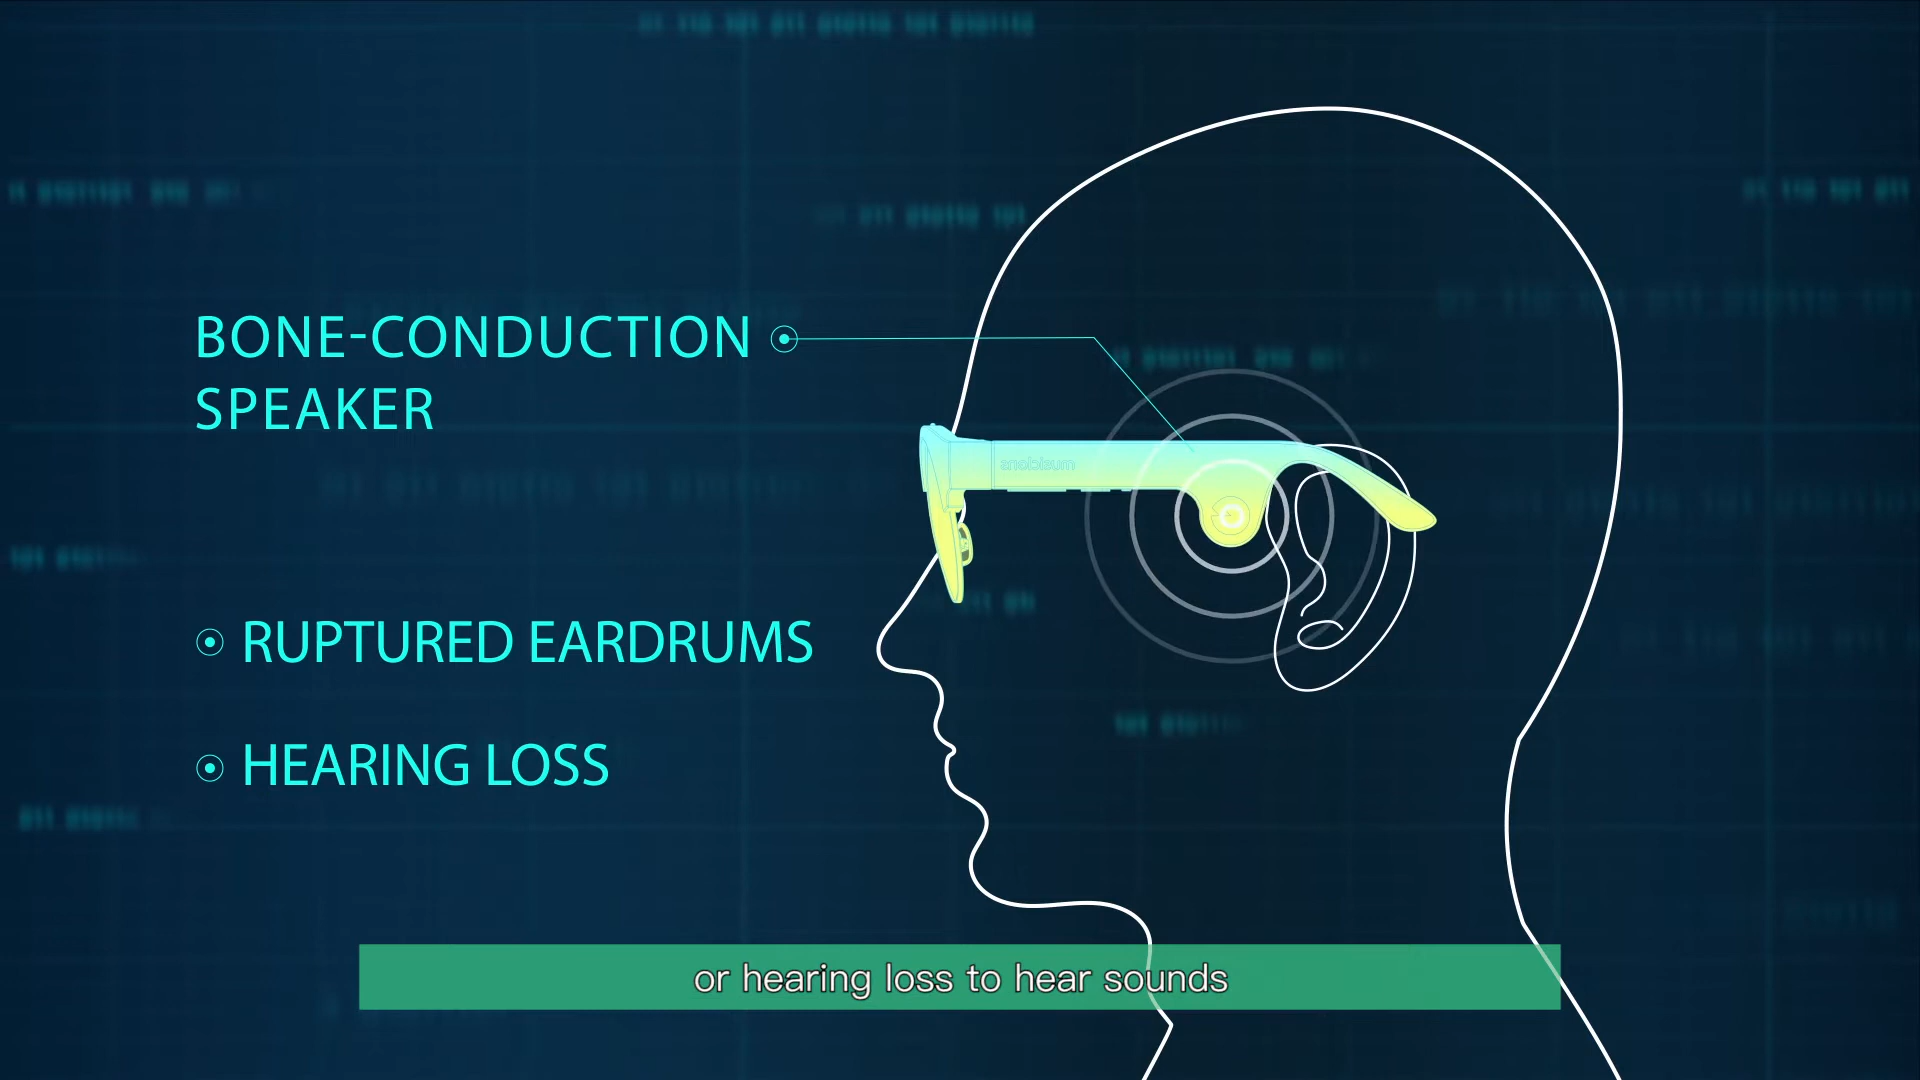 BONE-CONDUCTION
SPEAKER
RUPTURED EARDRUMS
HEARING LOSS
or hearing loss to hear sounds